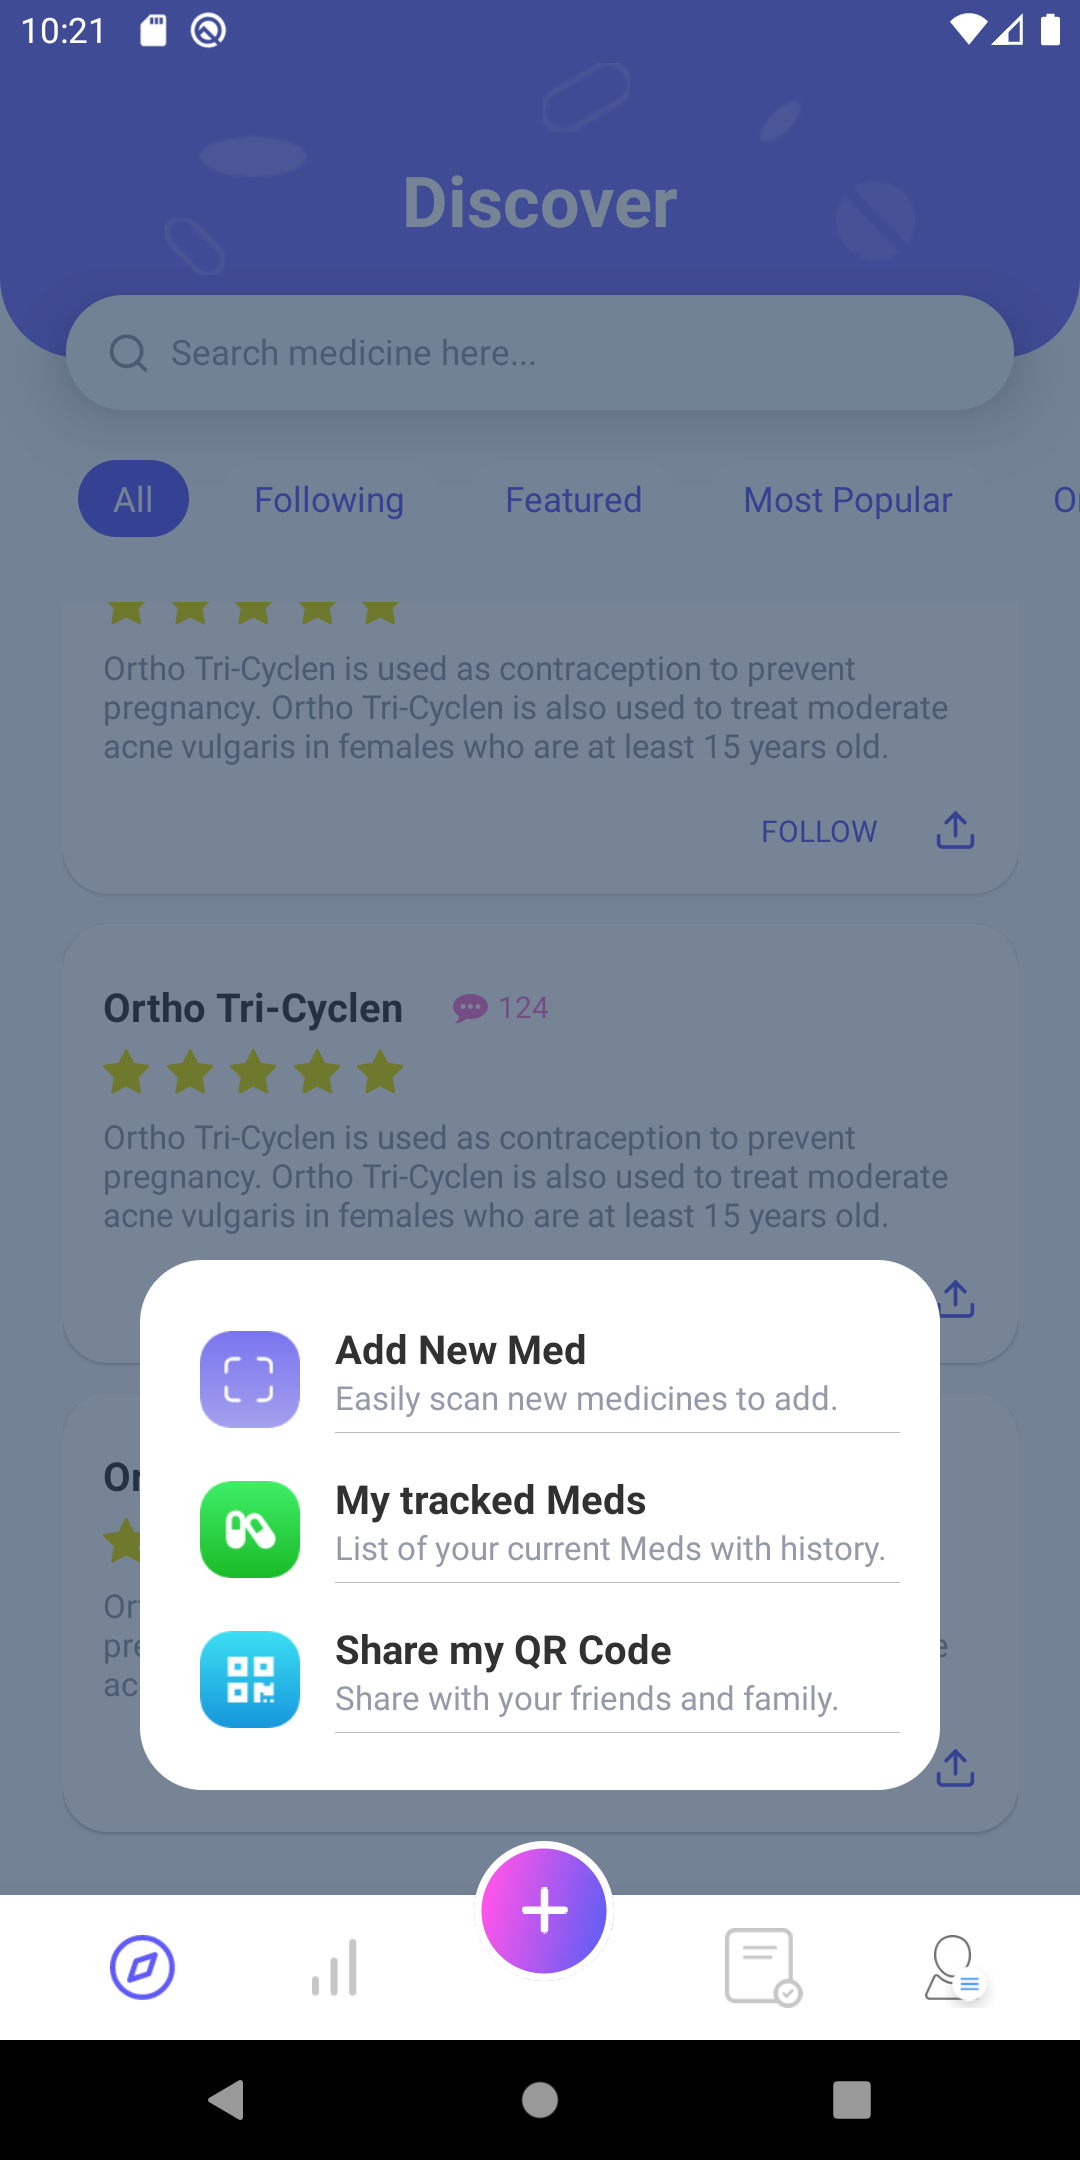 10:21
Discover
Search medicine here...
All Following Featured Most Popular
Ortho Tri-Cyclen is used as contraception to prevent
pregnancy. Ortho Tri-Cyclen is also used to treat moderate
acne vulgaris in females who are at least 15 years old.
FOLLOW
Ortho Tri-Cyclen 124
Ortho Tri-Cyclen is used as contraception to prevent
pregnancy. Ortho Tri-Cyclen is also used to treat moderate
acne vulgaris in females who are at least 15 years old.
Add New Med
Easily scan new medicines to add.
My tracked Meds
List of your current Meds with history.
Share my QR Code
Share with your friends and family.